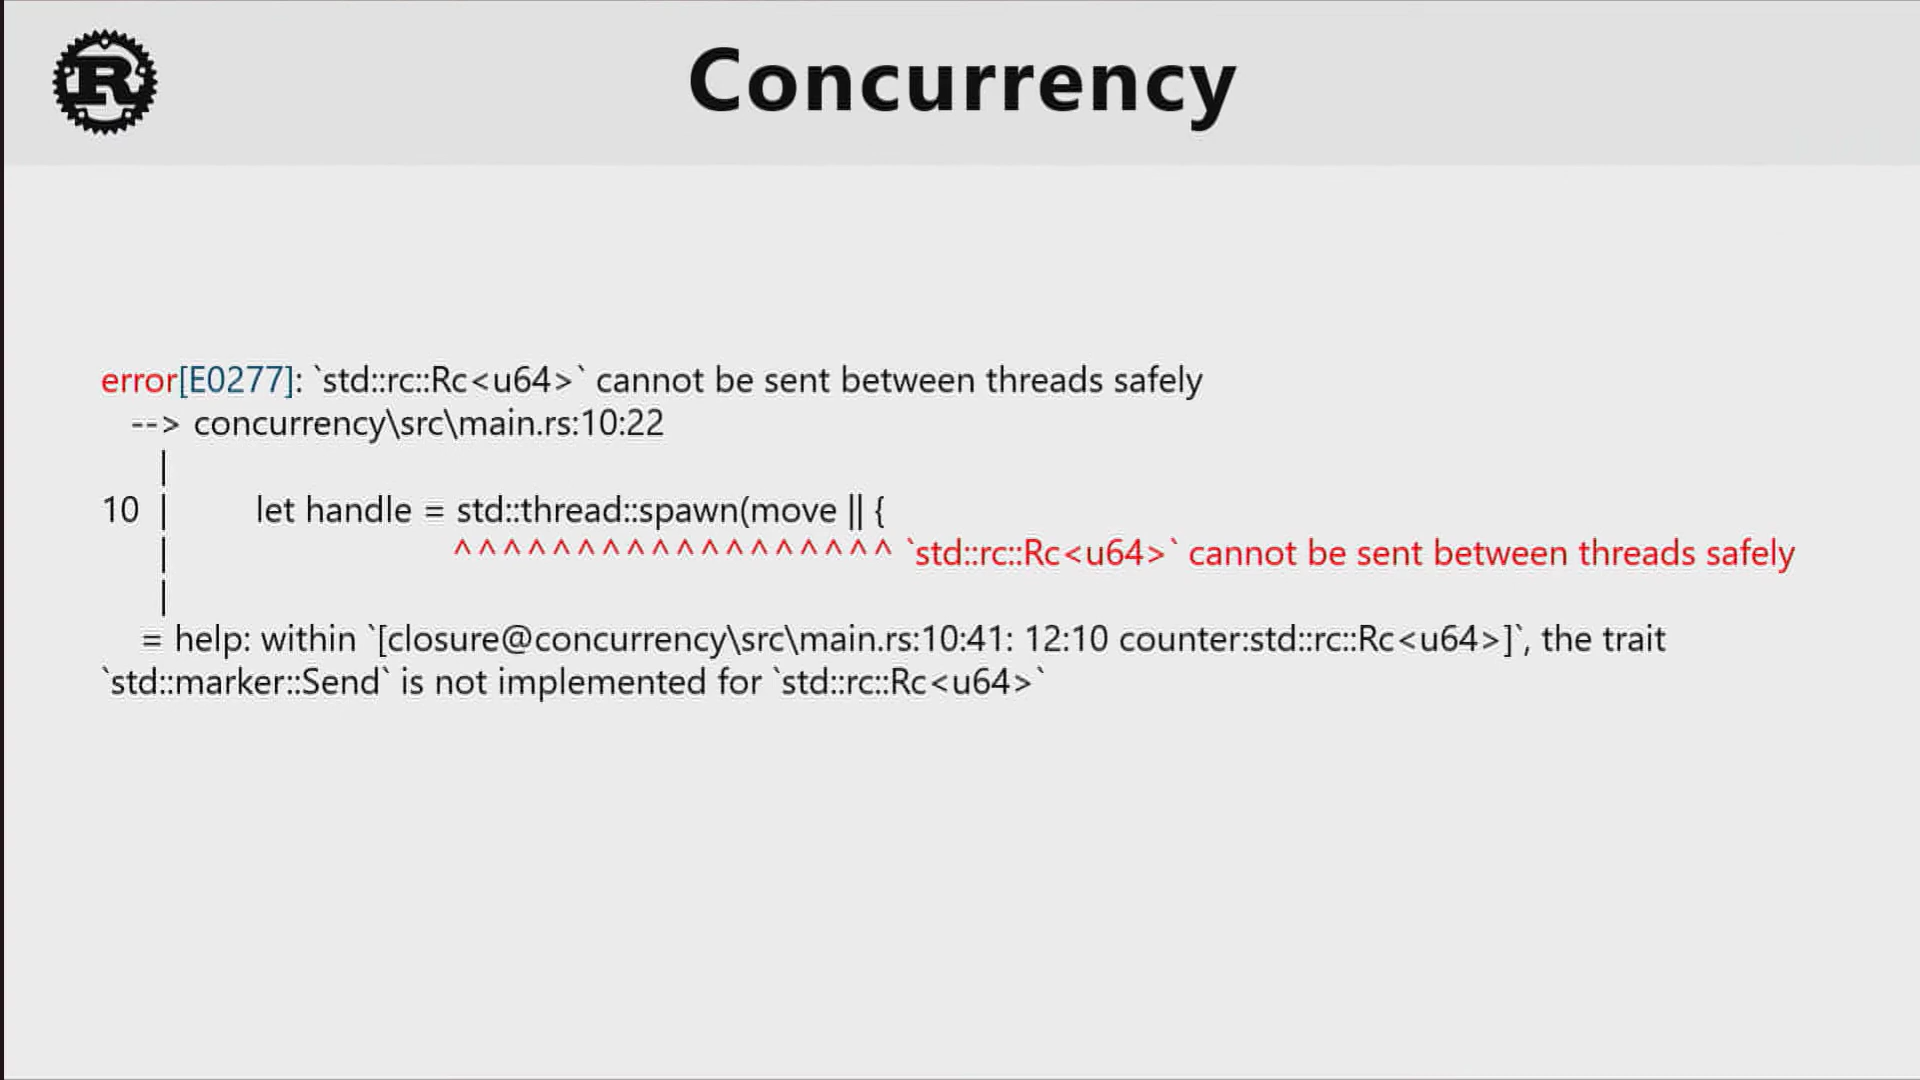 Concurrency
error[E0277]: `std::rc::Rc<u64>` cannot be sent between threads safely
--> concurrency\src\main.rs:10:22
|
10 | let handle = std::thread::spawn(move || {
| ^^^^^^^^^^^^^^^^^^ `std::rc::Rc<u64>` cannot be sent between threads safely
|
= help: within `[closure@concurrency\src\main.rs:10:41: 12:10 counter:std::rc::Rc<u64>]`, the trait
`std::marker::Send` is not implemented for `std::rc::Rc<u64>`